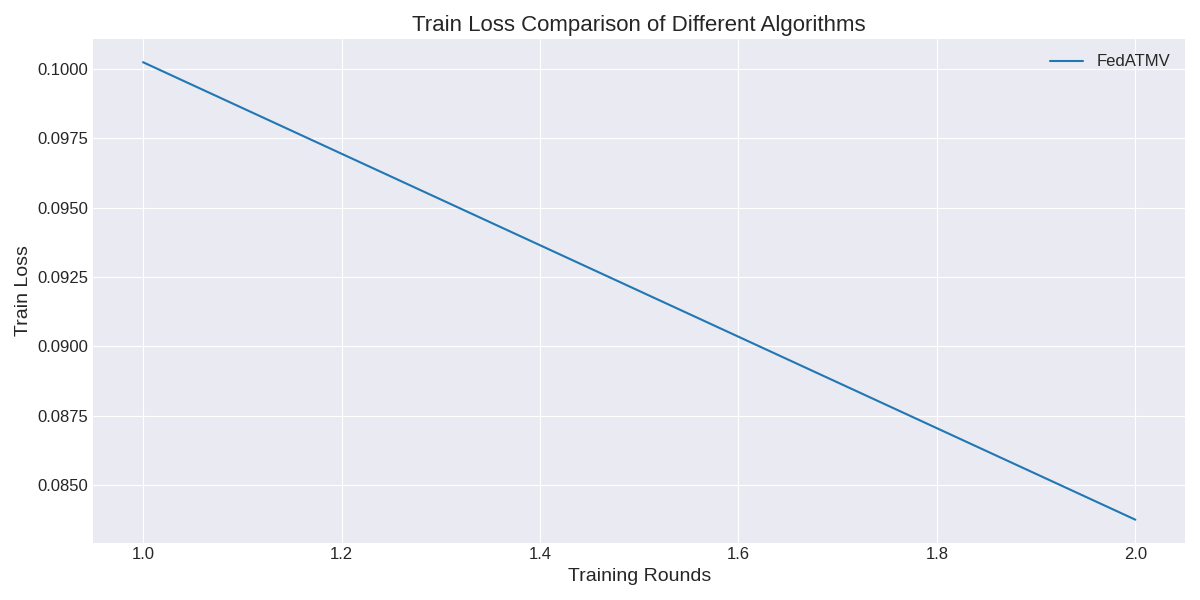 Train Loss Comparison of Different Algorithms
FedATMV
0.1000
0.0975
0.0950
0.0925
0.0900
0.0875
0.0850
Train Loss
1.0 1.2 1.4 1.6 1.8 2.0
Training Rounds